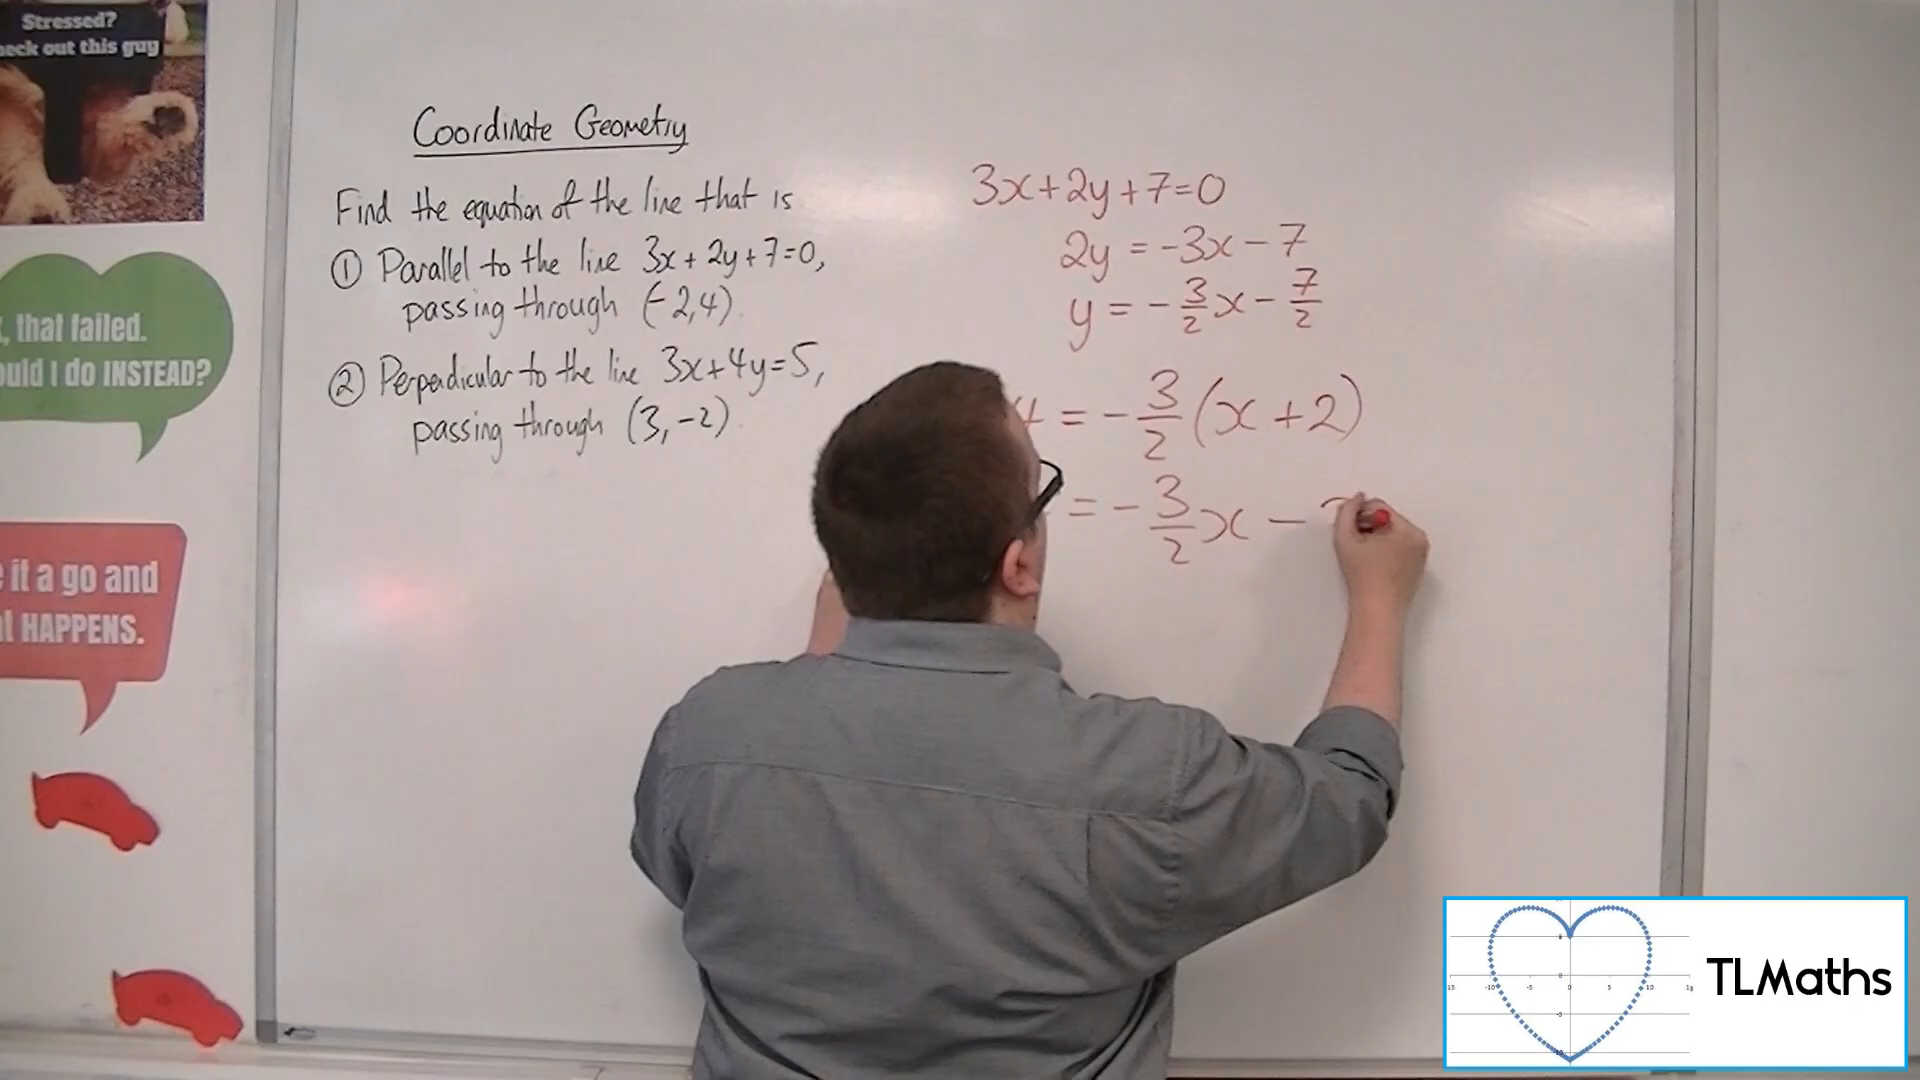 Stressed?
eck out this guy
, that failed.
ould I do INSTEAD?
it a go and
HAPPENS.
Coordinate Geometry
Find the equation of the line that is
① Parallel to the line 3x + 2y + 7 = 0,
passing through (-2,4).
② Perpendicular to the line 3x + 4y = 5,
passing through (3,-2).
3x + 2y + 7 = 0
2y = -3x - 7
y = -3/2 x - 7/2
4 = -3/2 (x + 2)
= -3/2 x -
TLMaths